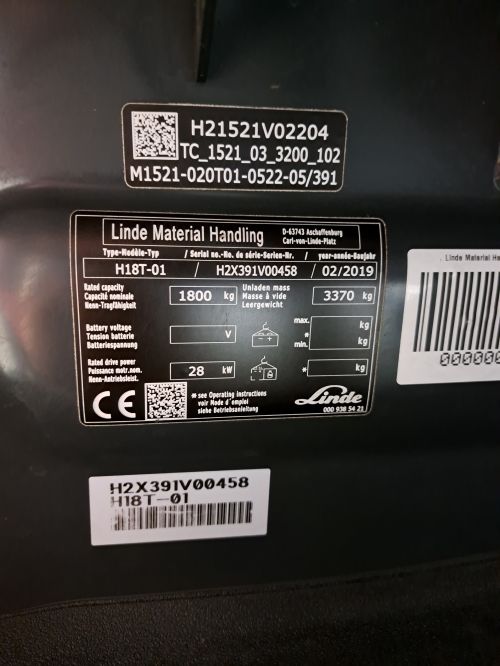 H21521V02204
TC_1521_03_3200_102
M1521-020T01-0522-05/391
Linde Material Handling
D-63743 Aschaffenburg
Carl-von-Linde-Platz
Type-Modèle-Typ / Serial no.-No. de série-Serien-Nr. / year-année-Baujahr
H18T-01 / H2X391V00458 / 02/2019
Rated capacity
Capacité nominale
Nenn-Tragfähigkeit
1800 kg
Unladen mass
Masse à vide
Leergewicht
3370 kg
Battery voltage
Tension batterie
Batteriespannung
V
max. kg
*
min. kg
Rated drive power
Puissance motr.nom.
Nenn-Antriebsleist.
28 kW
* kg
CE
* see Operating instructions
voir Mode d'emploi
siehe Betriebsanleitung
Linde
000 938 54 21
Linde Material Ha
000000
H2X391V00458
H18T-01